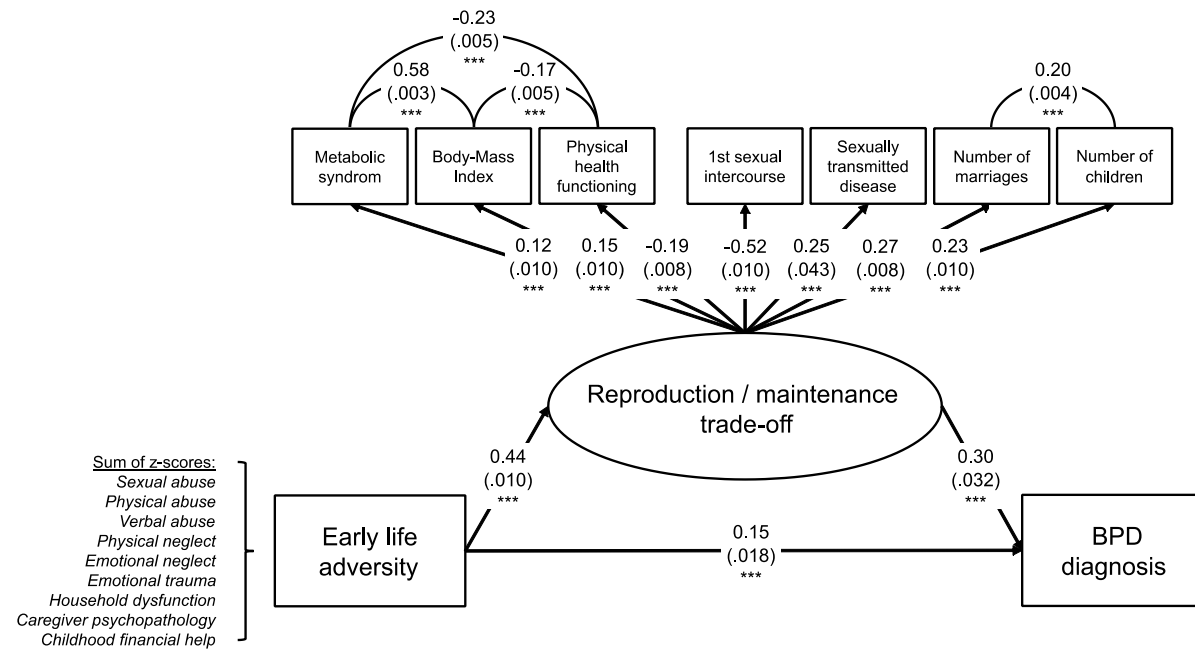 -0.23
(.005)
***
0.58
(.003)
***
-0.17
(.005)
***
0.20
(.004)
***
Metabolic
syndrom
Body-Mass
Index
Physical
health
functioning
1st sexual
intercourse
Sexually
transmitted
disease
Number of
marriages
Number of
children
0.12
(.010)
***
0.15
(.010)
***
-0.19
(.008)
***
-0.52
(.010)
***
0.25
(.043)
***
0.27
(.008)
***
0.23
(.010)
***
Reproduction / maintenance
trade-off
0.44
(.010)
***
0.30
(.032)
***
Sum of z-scores:
Sexual abuse
Physical abuse
Verbal abuse
Physical neglect
Emotional neglect
Emotional trauma
Household dysfunction
Caregiver psychopathology
Childhood financial help
Early life
adversity
0.15
(.018)
***
BPD
diagnosis